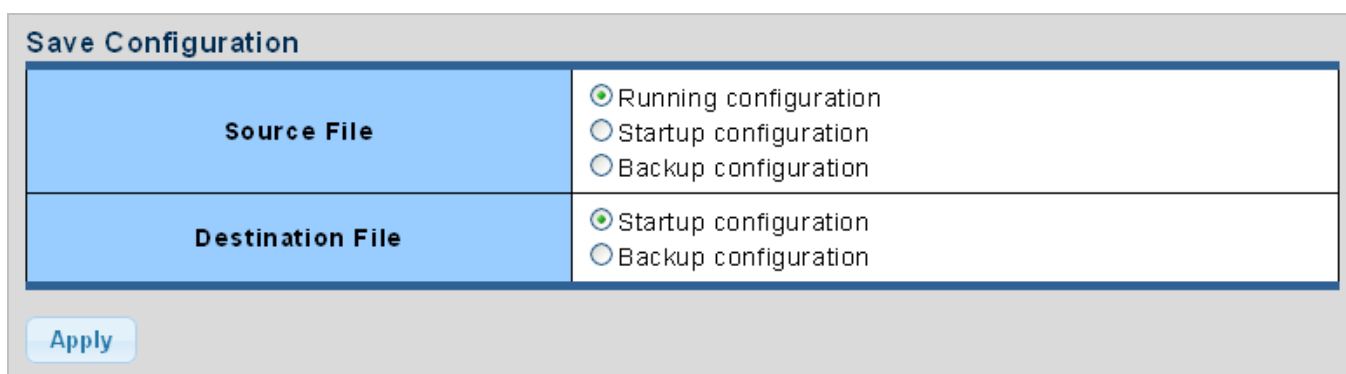 Save Configuration
Source File
Running configuration
Startup configuration
Backup configuration
Destination File
Startup configuration
Backup configuration
Apply